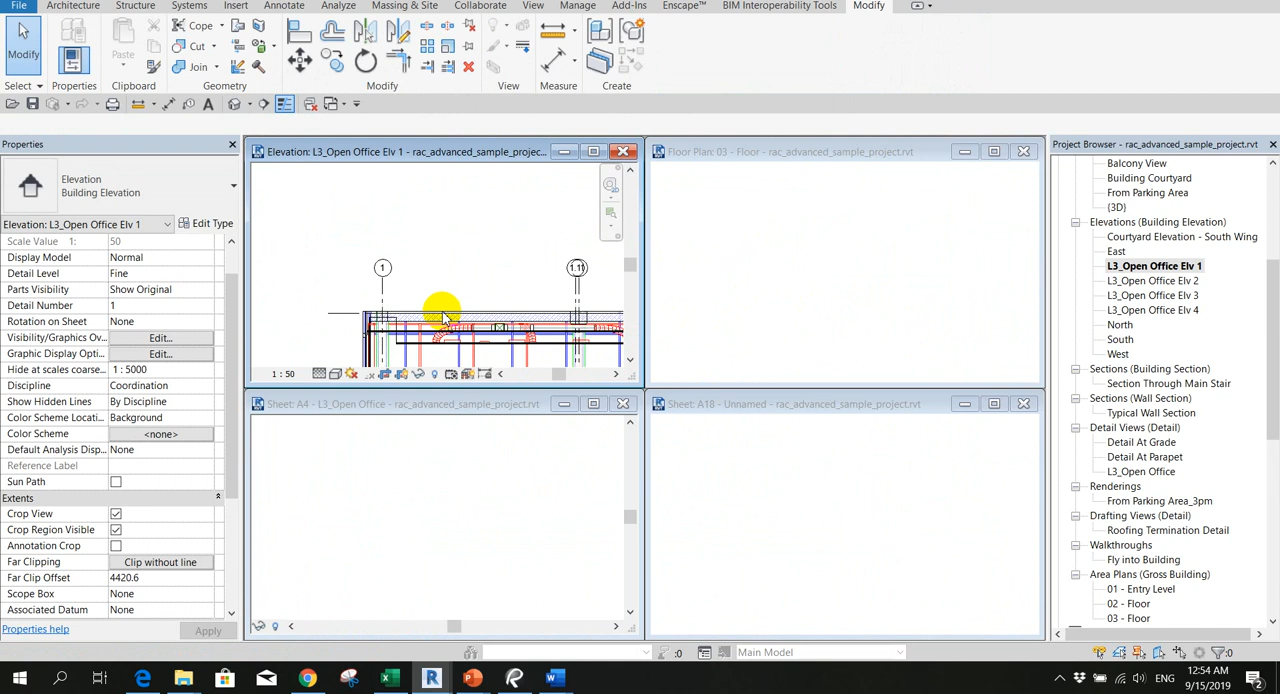 File Architecture Structure Systems Insert Annotate Analyze Massing & Site Collaborate View Manage Add-Ins Enscape™ BIM Interoperability Tools Modify
Modify
Paste
Cope
Cut
Join
Select Properties Clipboard Geometry Modify View Measure Create
Properties
Elevation
Building Elevation
Elevation: L3_Open Office Elv 1 Edit Type
Scale Value 1: 50
Display Model Normal
Detail Level Fine
Parts Visibility Show Original
Detail Number 1
Rotation on Sheet None
Visibility/Graphics Ov... Edit...
Graphic Display Opti... Edit...
Hide at scales coarse... 1 : 5000
Discipline Coordination
Show Hidden Lines By Discipline
Color Scheme Locati... Background
Color Scheme <none>
Default Analysis Disp... None
Reference Label
Sun Path
Extents
Crop View
Crop Region Visible
Annotation Crop
Far Clipping Clip without line
Far Clip Offset 4420.6
Scope Box None
Associated Datum None
Properties help Apply
Elevation: L3_Open Office Elv 1 - rac_advanced_sample_projec...
1
1.1
1 : 50
Floor Plan: 03 - Floor - rac_advanced_sample_project.rvt
Sheet: A4 - L3_Open Office - rac_advanced_sample_project.rvt
Sheet: A18 - Unnamed - rac_advanced_sample_project.rvt
Project Browser - rac_advanced_sample_project.rvt
Balcony View
Building Courtyard
From Parking Area
{3D}
Elevations (Building Elevation)
Courtyard Elevation - South Wing
East
L3_Open Office Elv 1
L3_Open Office Elv 2
L3_Open Office Elv 3
L3_Open Office Elv 4
North
South
West
Sections (Building Section)
Section Through Main Stair
Sections (Wall Section)
Typical Wall Section
Detail Views (Detail)
Detail At Grade
Detail At Parapet
L3_Open Office
Renderings
From Parking Area_3pm
Drafting Views (Detail)
Roofing Termination Detail
Walkthroughs
Fly into Building
Area Plans (Gross Building)
01 - Entry Level
02 - Floor
03 - Floor
:0
Main Model
:0
ENG
12:54 AM
9/15/2019
2